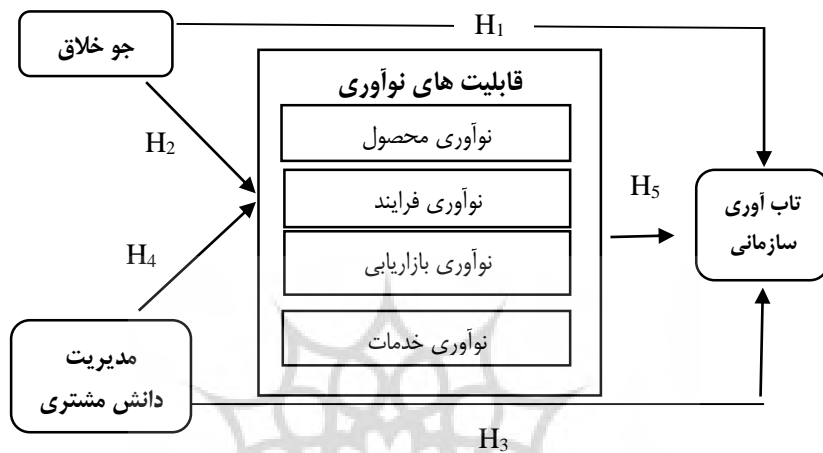 H₁
جو خلاق
قابلیت های نوآوری
نوآوری محصول
H₂
نوآوری فرایند
H₅
تاب آوری
سازمانی
نوآوری بازاریابی
H₄
نوآوری خدمات
مدیریت
دانش مشتری
H₃